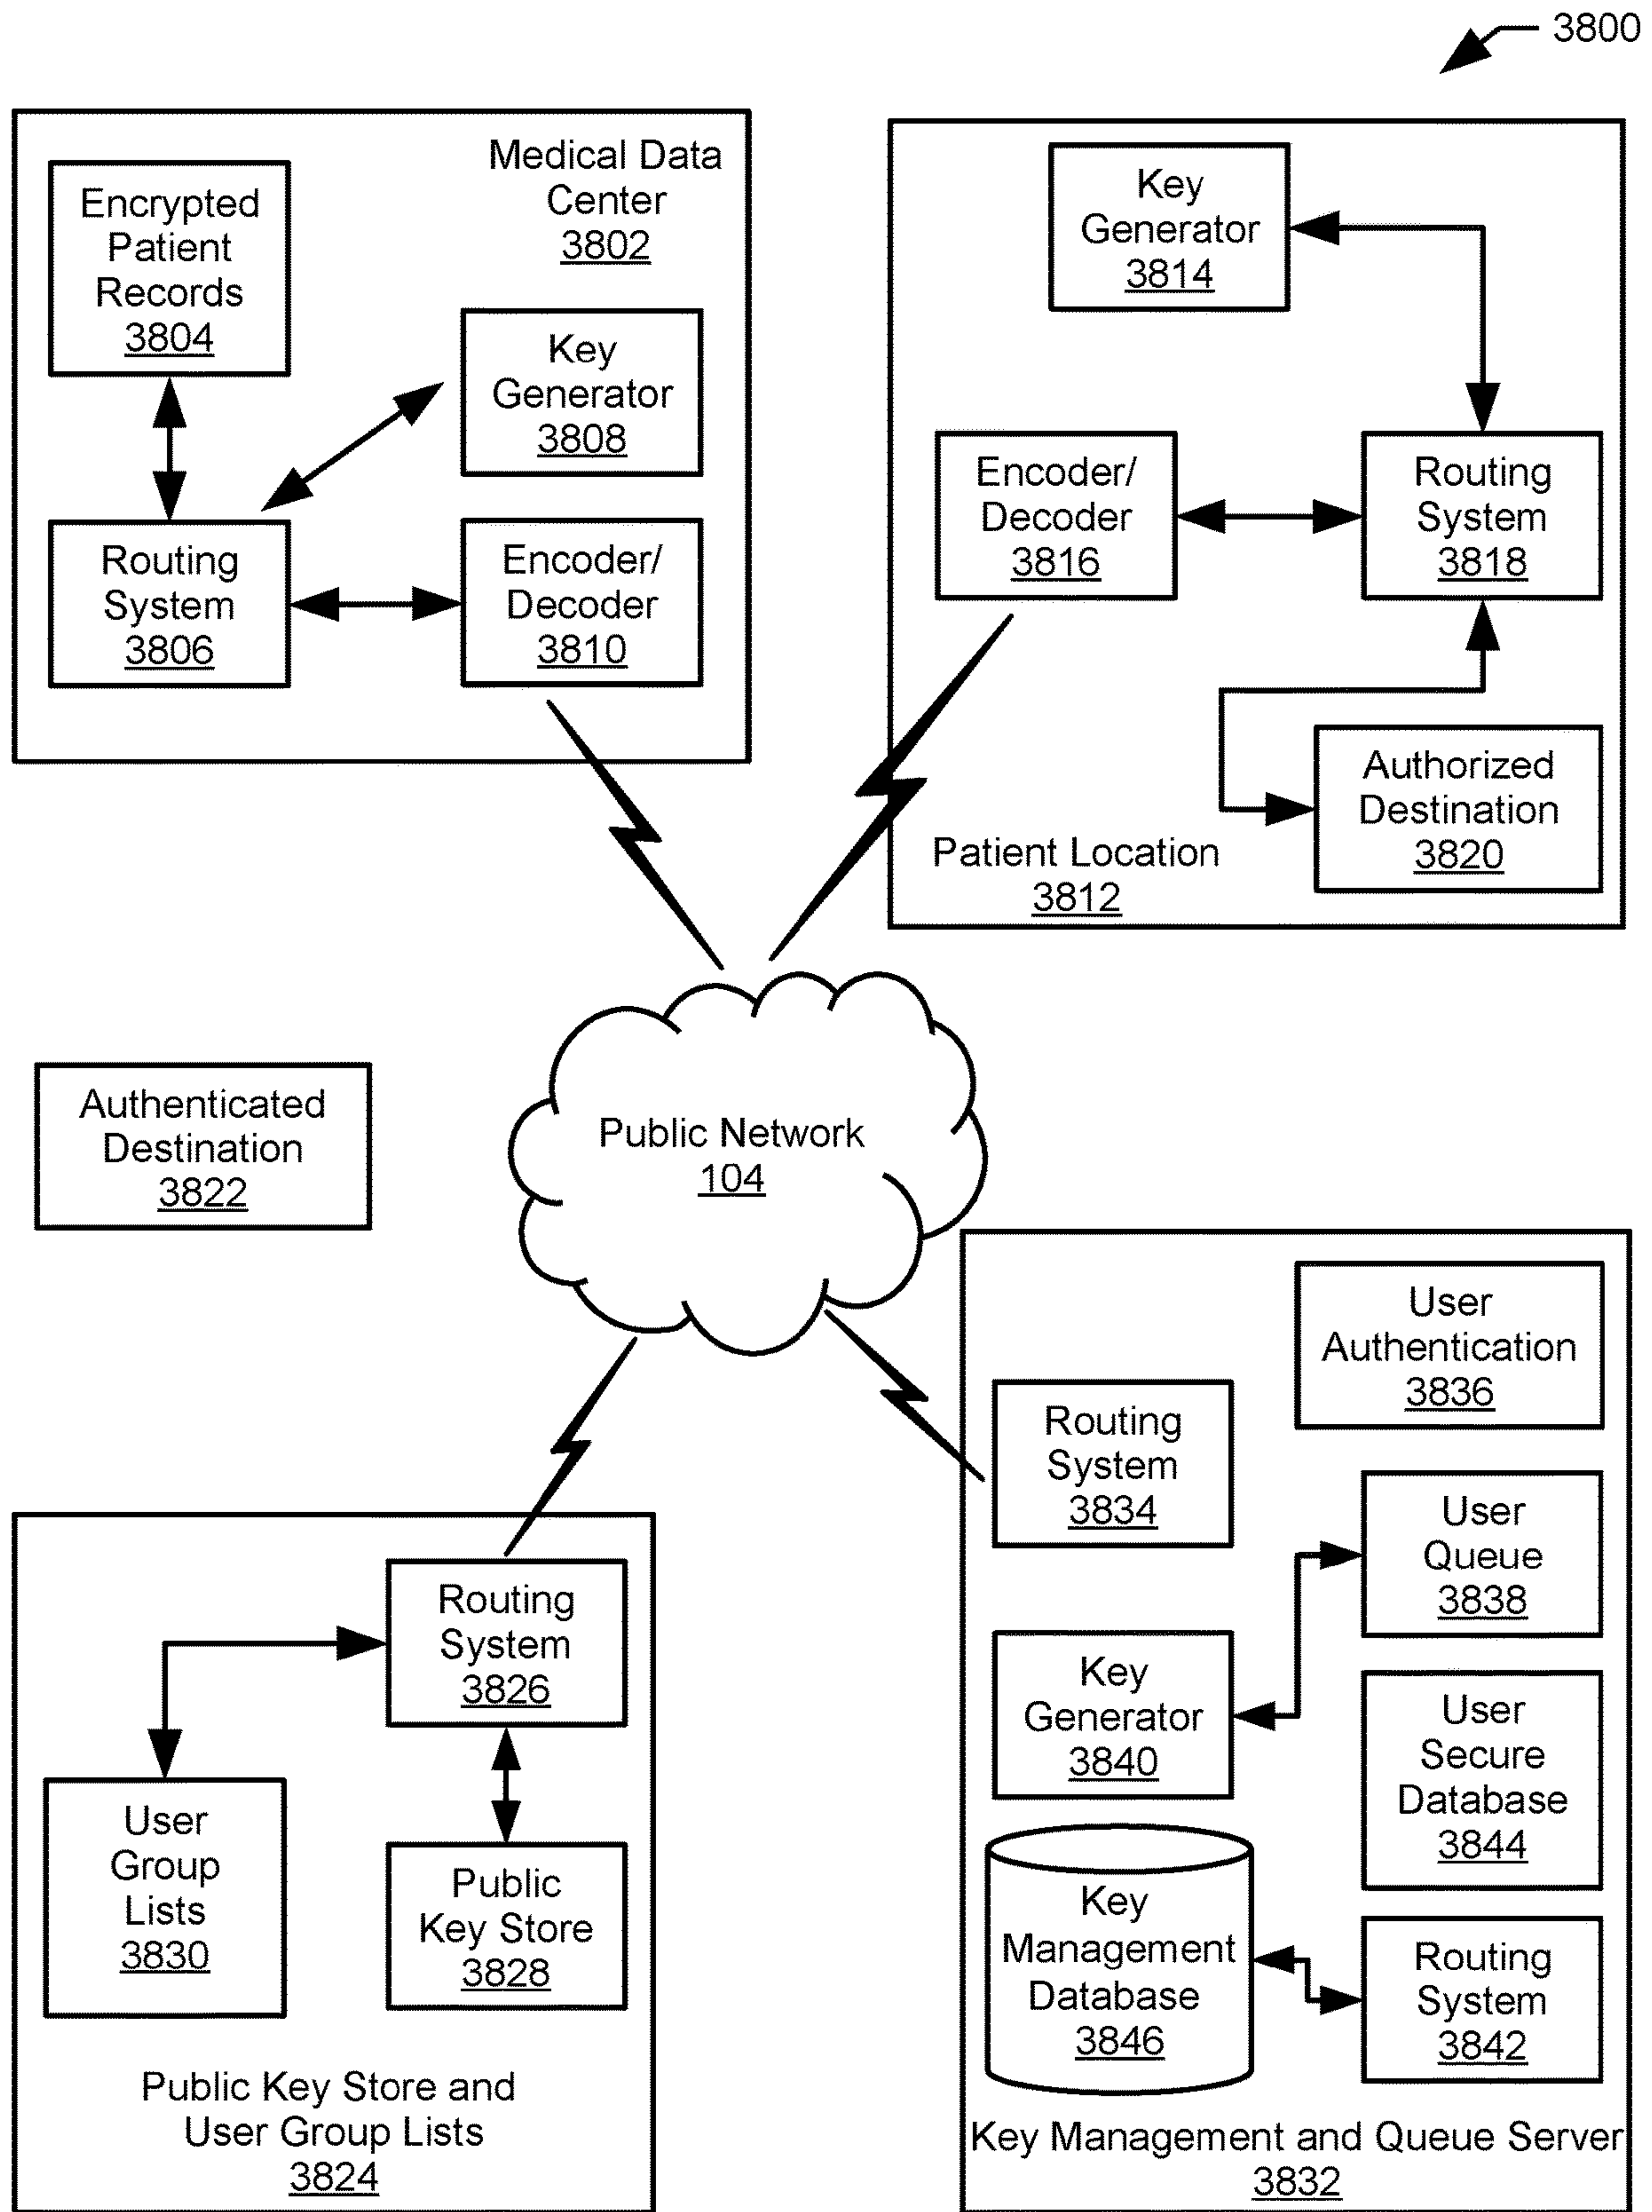 3800
Medical Data
Center
3802
Encrypted
Patient
Records
3804
Key
Generator
3808
Routing
System
3806
Encoder/
Decoder
3810
Key
Generator
3814
Encoder/
Decoder
3816
Routing
System
3818
Authorized
Destination
3820
Patient Location
3812
Authenticated
Destination
3822
Public Network
104
Routing
System
3826
User
Group
Lists
3830
Public
Key Store
3828
Public Key Store and
User Group Lists
3824
User
Authentication
3836
Routing
System
3834
User
Queue
3838
Key
Generator
3840
User
Secure
Database
3844
Key
Management
Database
3846
Routing
System
3842
Key Management and Queue Server
3832